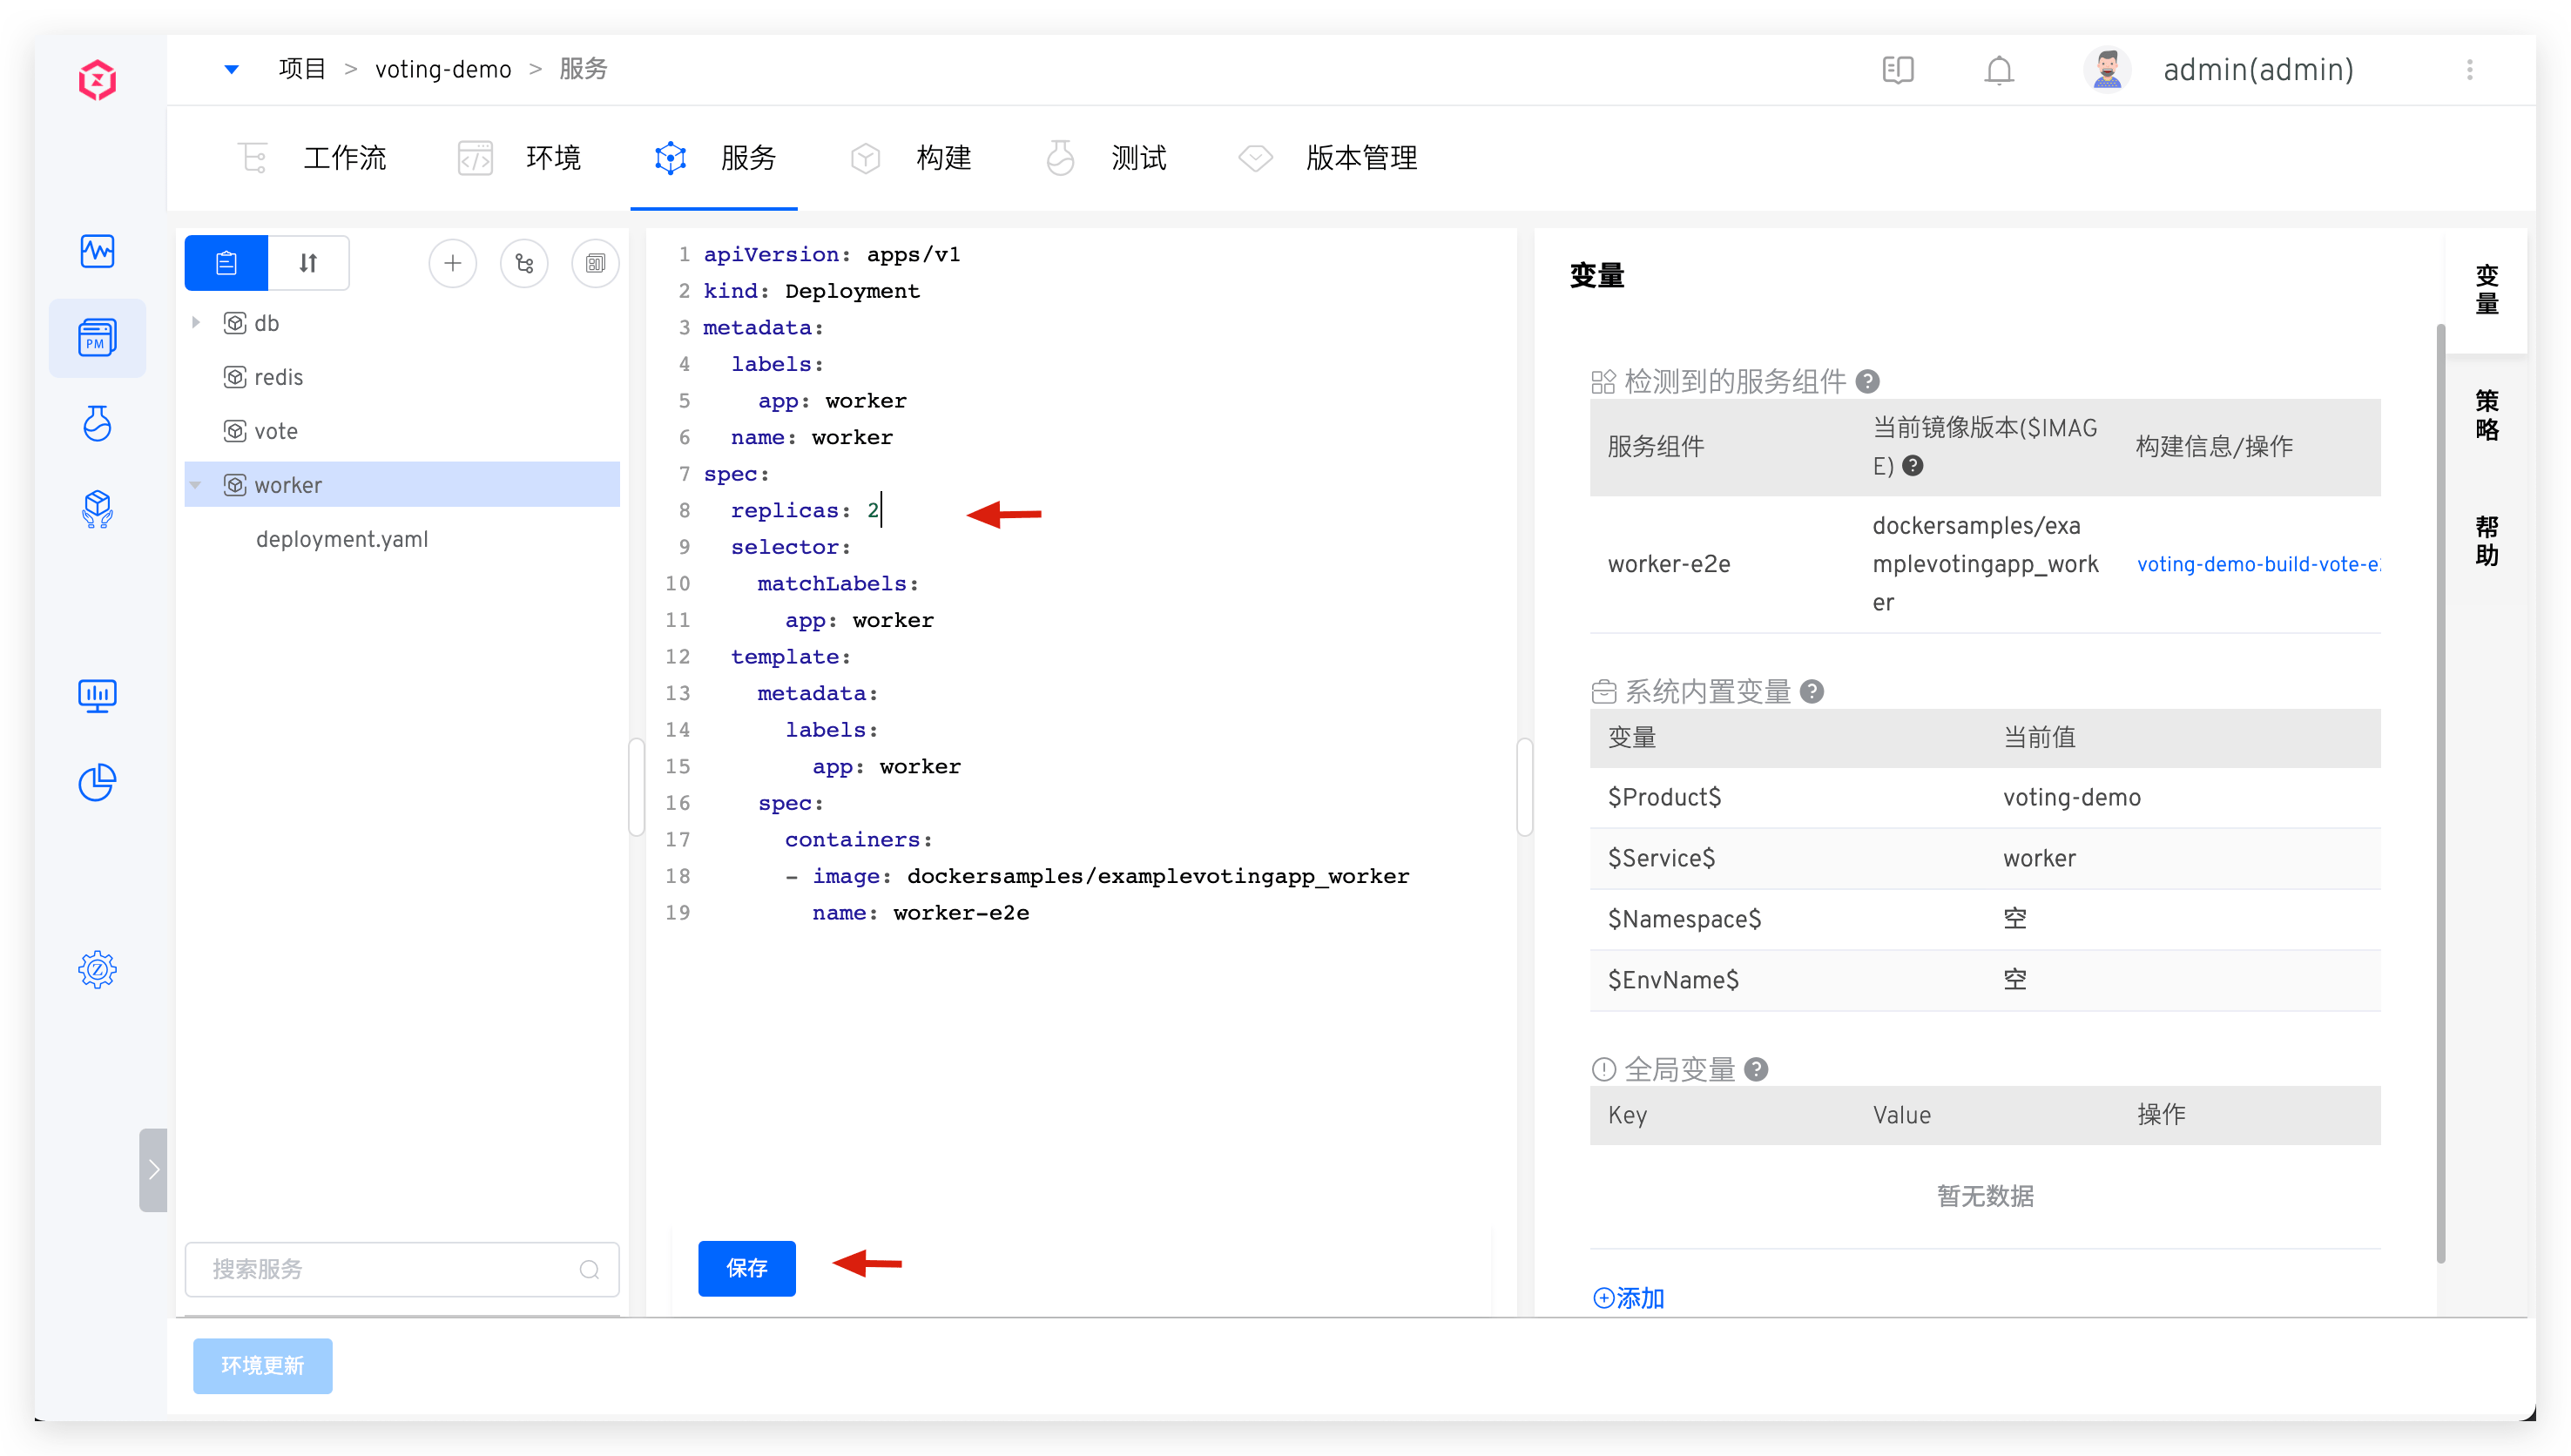 项目 > voting-demo > 服务
admin(admin)
工作流
环境
服务
构建
测试
版本管理
PM
db
redis
vote
worker
deployment.yaml
搜索服务
1 apiVersion: apps/v1
2 kind: Deployment
3 metadata:
4 labels:
5 app: worker
6 name: worker
7 spec:
8 replicas: 2
9 selector:
10 matchLabels:
11 app: worker
12 template:
13 metadata:
14 labels:
15 app: worker
16 spec:
17 containers:
18 - image: dockersamples/examplevotingapp_worker
19 name: worker-e2e
保存
变量
检测到的服务组件
服务组件
当前镜像版本($IMAG
E)
构建信息/操作
worker-e2e
dockersamples/exa
mplevotingapp_work
er
voting-demo-build-vote-e
系统内置变量
变量 当前值
$Product$ voting-demo
$Service$ worker
$Namespace$ 空
$EnvName$ 空
全局变量
Key Value 操作
暂无数据
添加
变量
策略
帮助
环境更新